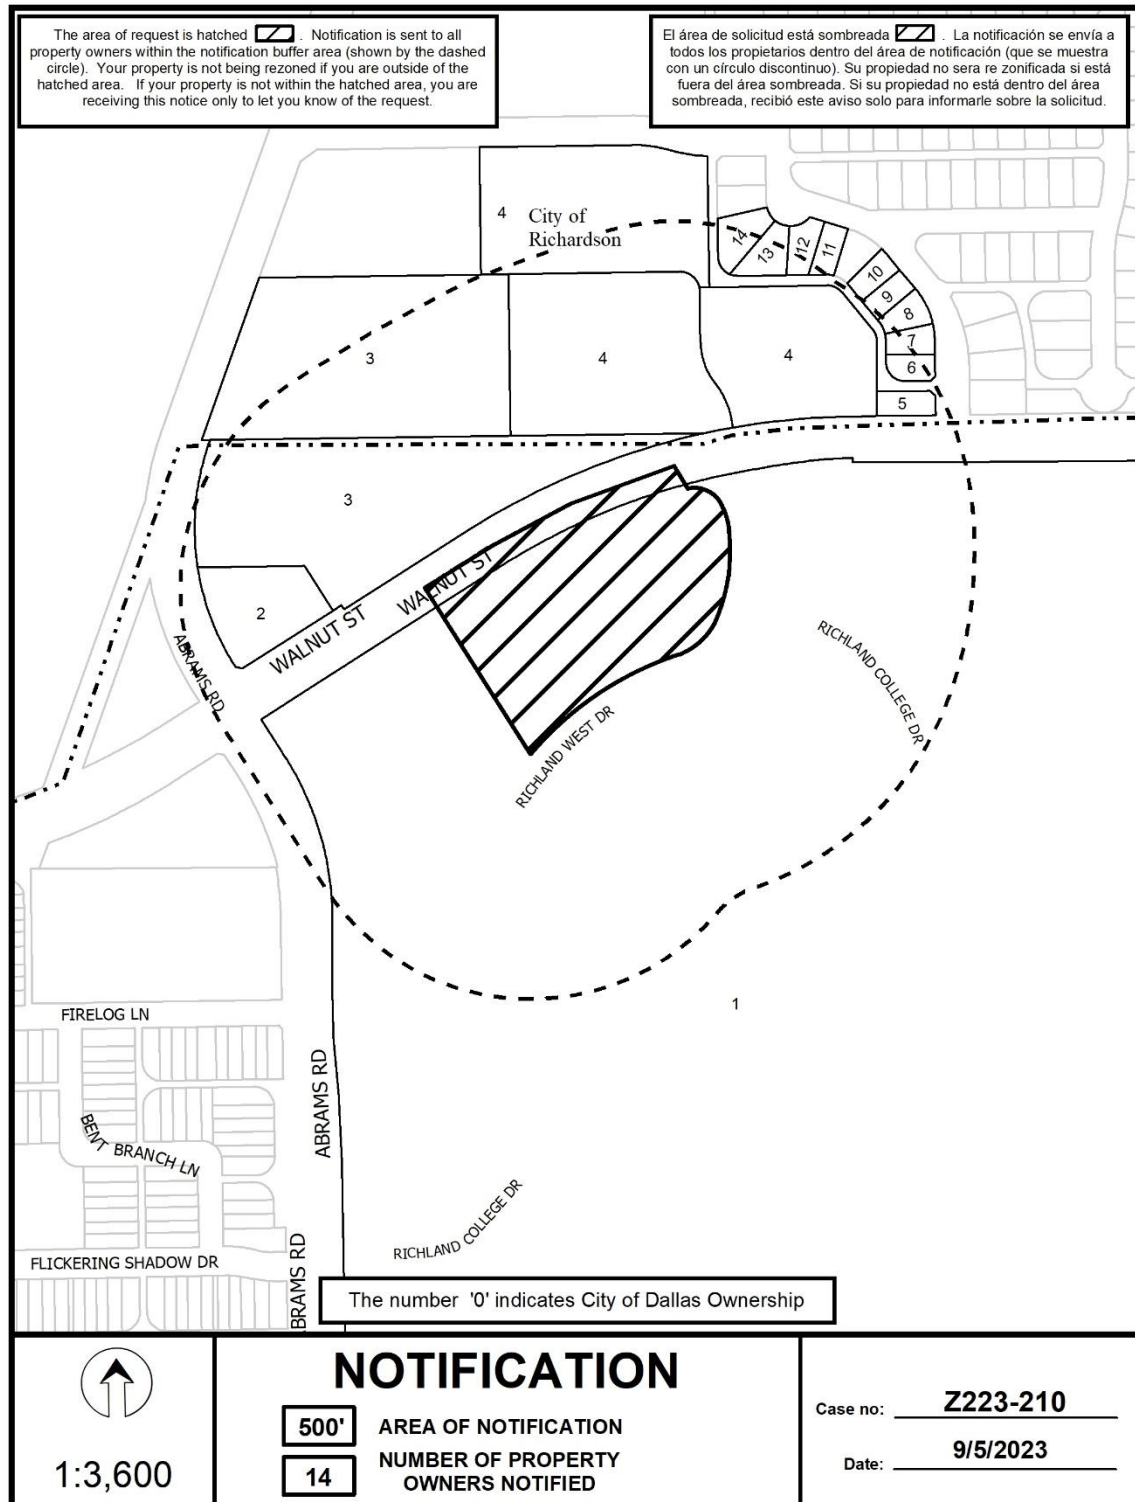 The area of request is hatched . Notification is sent to all
property owners within the notification buffer area (shown by the dashed
circle). Your property is not being rezoned if you are outside of the
hatched area. If your property is not within the hatched area, you are
receiving this notice only to let you know of the request.
El área de solicitud está sombreada . La notificación se envía a
todos los propietarios dentro del área de notificación (que se muestra
con un círculo discontinuo). Su propiedad no sera re zonificada si está
fuera del área sombreada. Si su propiedad no está dentro del área
sombreada, recibió este aviso solo para informarle sobre la solicitud.
4
City of
Richardson
14
13
12
11
10
9
8
7
6
5
3
4
4
3
2
WALNUT ST
WALNUT ST
ABRAMS RD
RICHLAND COLLEGE DR
RICHLAND WEST DR
1
FIRELOG LN
ABRAMS RD
BENT BRANCH LN
RICHLAND COLLEGE DR
FLICKERING SHADOW DR
ABRAMS RD
The number '0' indicates City of Dallas Ownership
1:3,600
NOTIFICATION
500' AREA OF NOTIFICATION
14 NUMBER OF PROPERTY
OWNERS NOTIFIED
Case no: Z223-210
Date: 9/5/2023